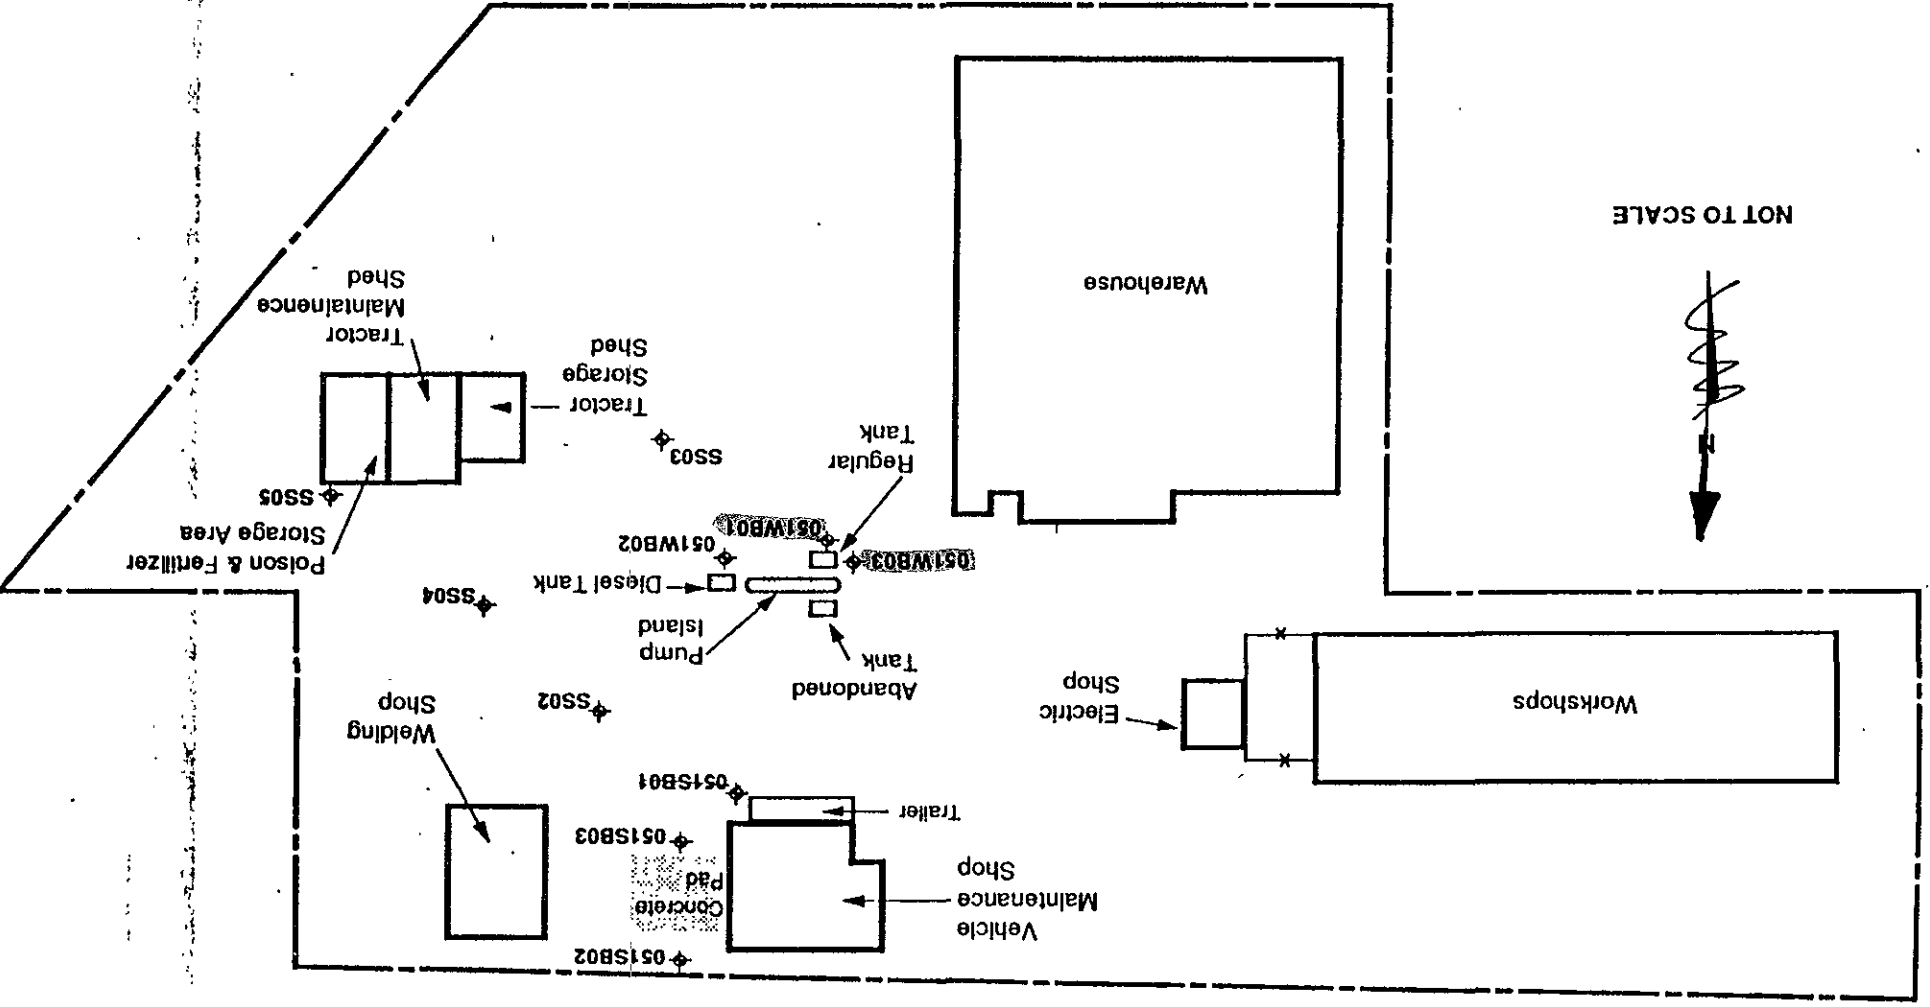 051SB02
Vehicle
Maintenance
Shop
Concrete
Pad
051SB03
Trailer
051SB01
Welding
Shop
Workshops
Electric
Shop
SS02
Abandoned
Tank
Pump
Island
SS04
Diesel Tank
051WB03
051WB02
051WB01
Poison & Fertilizer
Storage Area
SS05
N
Regular
Tank
SS03
Tractor
Storage
Shed
Tractor
Maintainence
Shed
Warehouse
NOT TO SCALE